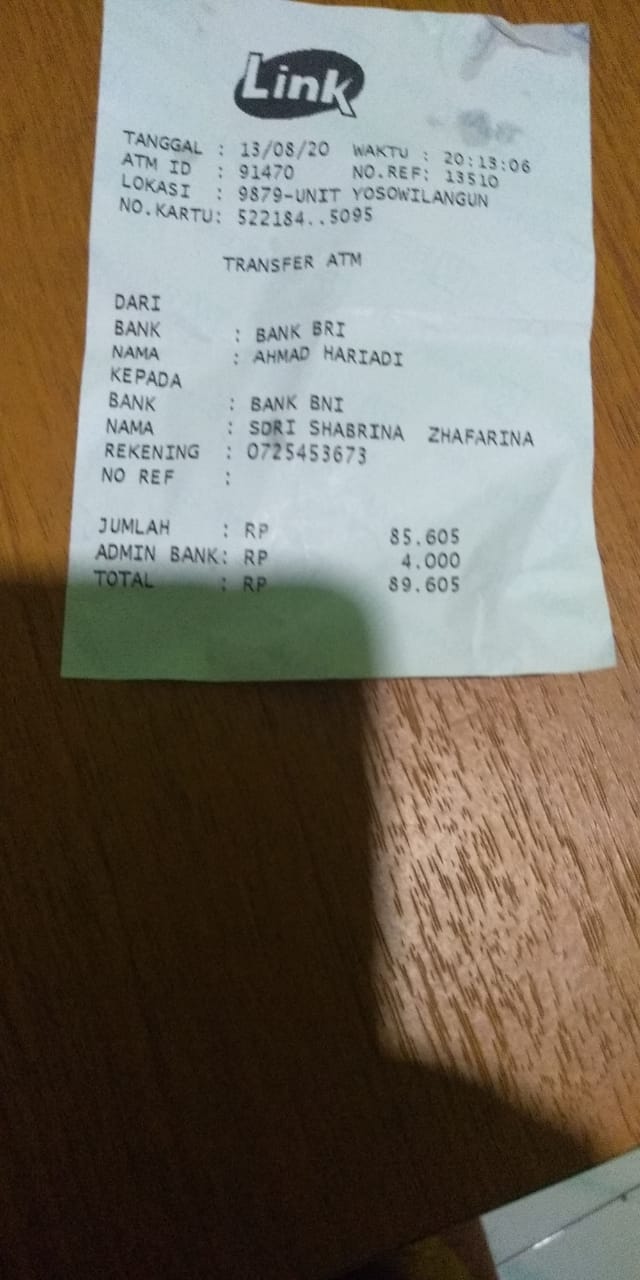 Link
TANGGAL : 13/08/20 WAKTU : 20:13:06
ATM ID : 91470 NO.REF: 13510
LOKASI : 9879-UNIT YOSOWILANGUN
NO.KARTU: 522184..5095
TRANSFER ATM
DARI
BANK : BANK BRI
NAMA : AHMAD HARIADI
KEPADA
BANK : BANK BNI
NAMA : SDRI SHABRINA ZHAFARINA
REKENING : 0725453673
NO REF :
JUMLAH : RP 85.605
ADMIN BANK: RP 4.000
TOTAL : RP 89.605